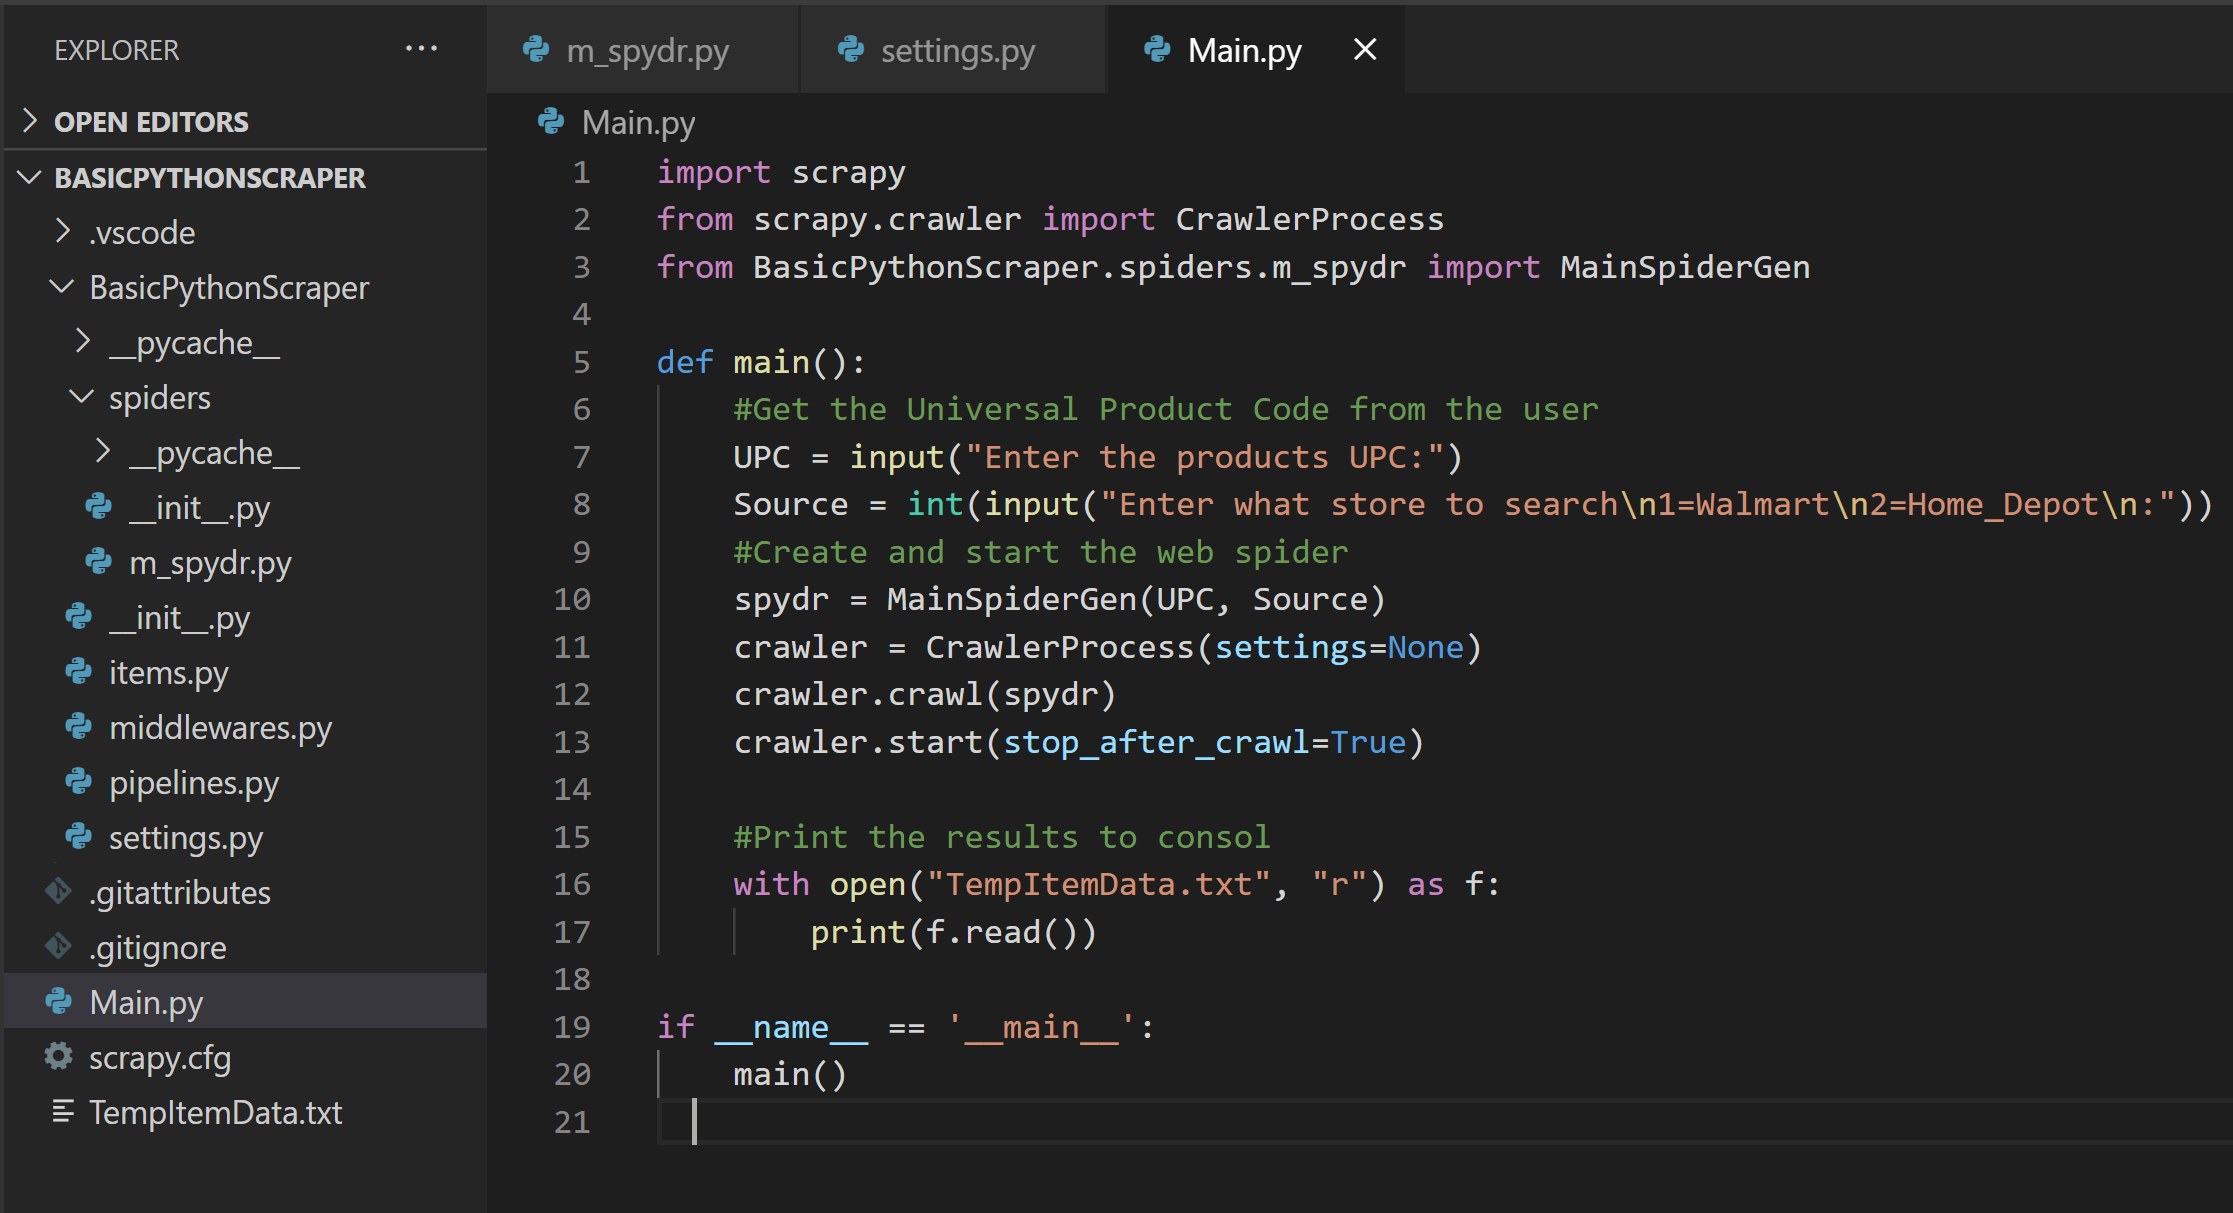 EXPLORER ···
OPEN EDITORS
BASICPYTHONSCRAPER
.vscode
BasicPythonScraper
__pycache__
spiders
__pycache__
__init__.py
m_spydr.py
__init__.py
items.py
middlewares.py
pipelines.py
settings.py
.gitattributes
.gitignore
Main.py
scrapy.cfg
TempItemData.txt
m_spydr.py settings.py Main.py
Main.py
1 import scrapy
2 from scrapy.crawler import CrawlerProcess
3 from BasicPythonScraper.spiders.m_spydr import MainSpiderGen
4
5 def main():
6     #Get the Universal Product Code from the user
7     UPC = input("Enter the products UPC:")
8     Source = int(input("Enter what store to search\n1=Walmart\n2=Home_Depot\n:"))
9     #Create and start the web spider
10     spydr = MainSpiderGen(UPC, Source)
11     crawler = CrawlerProcess(settings=None)
12     crawler.crawl(spydr)
13     crawler.start(stop_after_crawl=True)
14
15     #Print the results to consol
16     with open("TempItemData.txt", "r") as f:
17         print(f.read())
18
19 if __name__ == '__main__':
20     main()
21